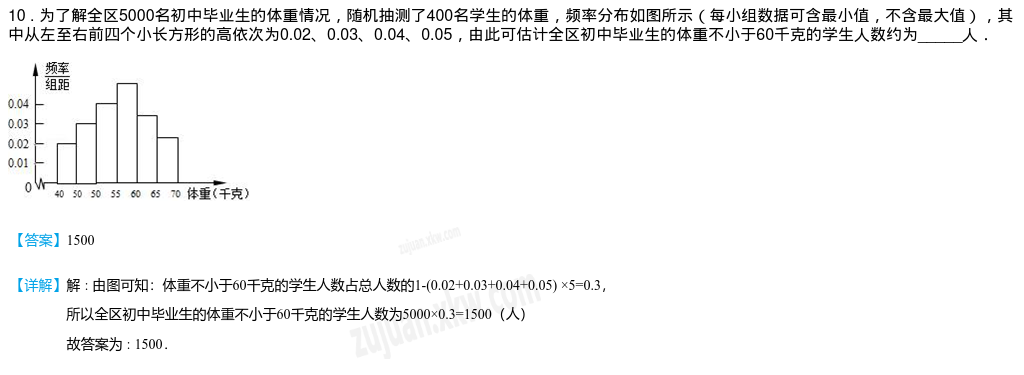 10．为了解全区5000名初中毕业生的体重情况，随机抽测了400名学生的体重，频率分布如图所示（每小组数据可含最小值，不含最大值），其
中从左至右前四个小长方形的高依次为0.02、0.03、0.04、0.05，由此可估计全区初中毕业生的体重不小于60千克的学生人数约为______人．
频率
组距
0.04
0.03
0.02
0.01
0
40 50 50 55 60 65 70 体重(千克)
【答案】1500
zujuan.xkw.com
【详解】解：由图可知：体重不小于60千克的学生人数占总人数的1-(0.02+0.03+0.04+0.05) ×5=0.3，
所以全区初中毕业生的体重不小于60千克的学生人数为5000×0.3=1500（人）
故答案为：1500．
zujuan.xkw.com